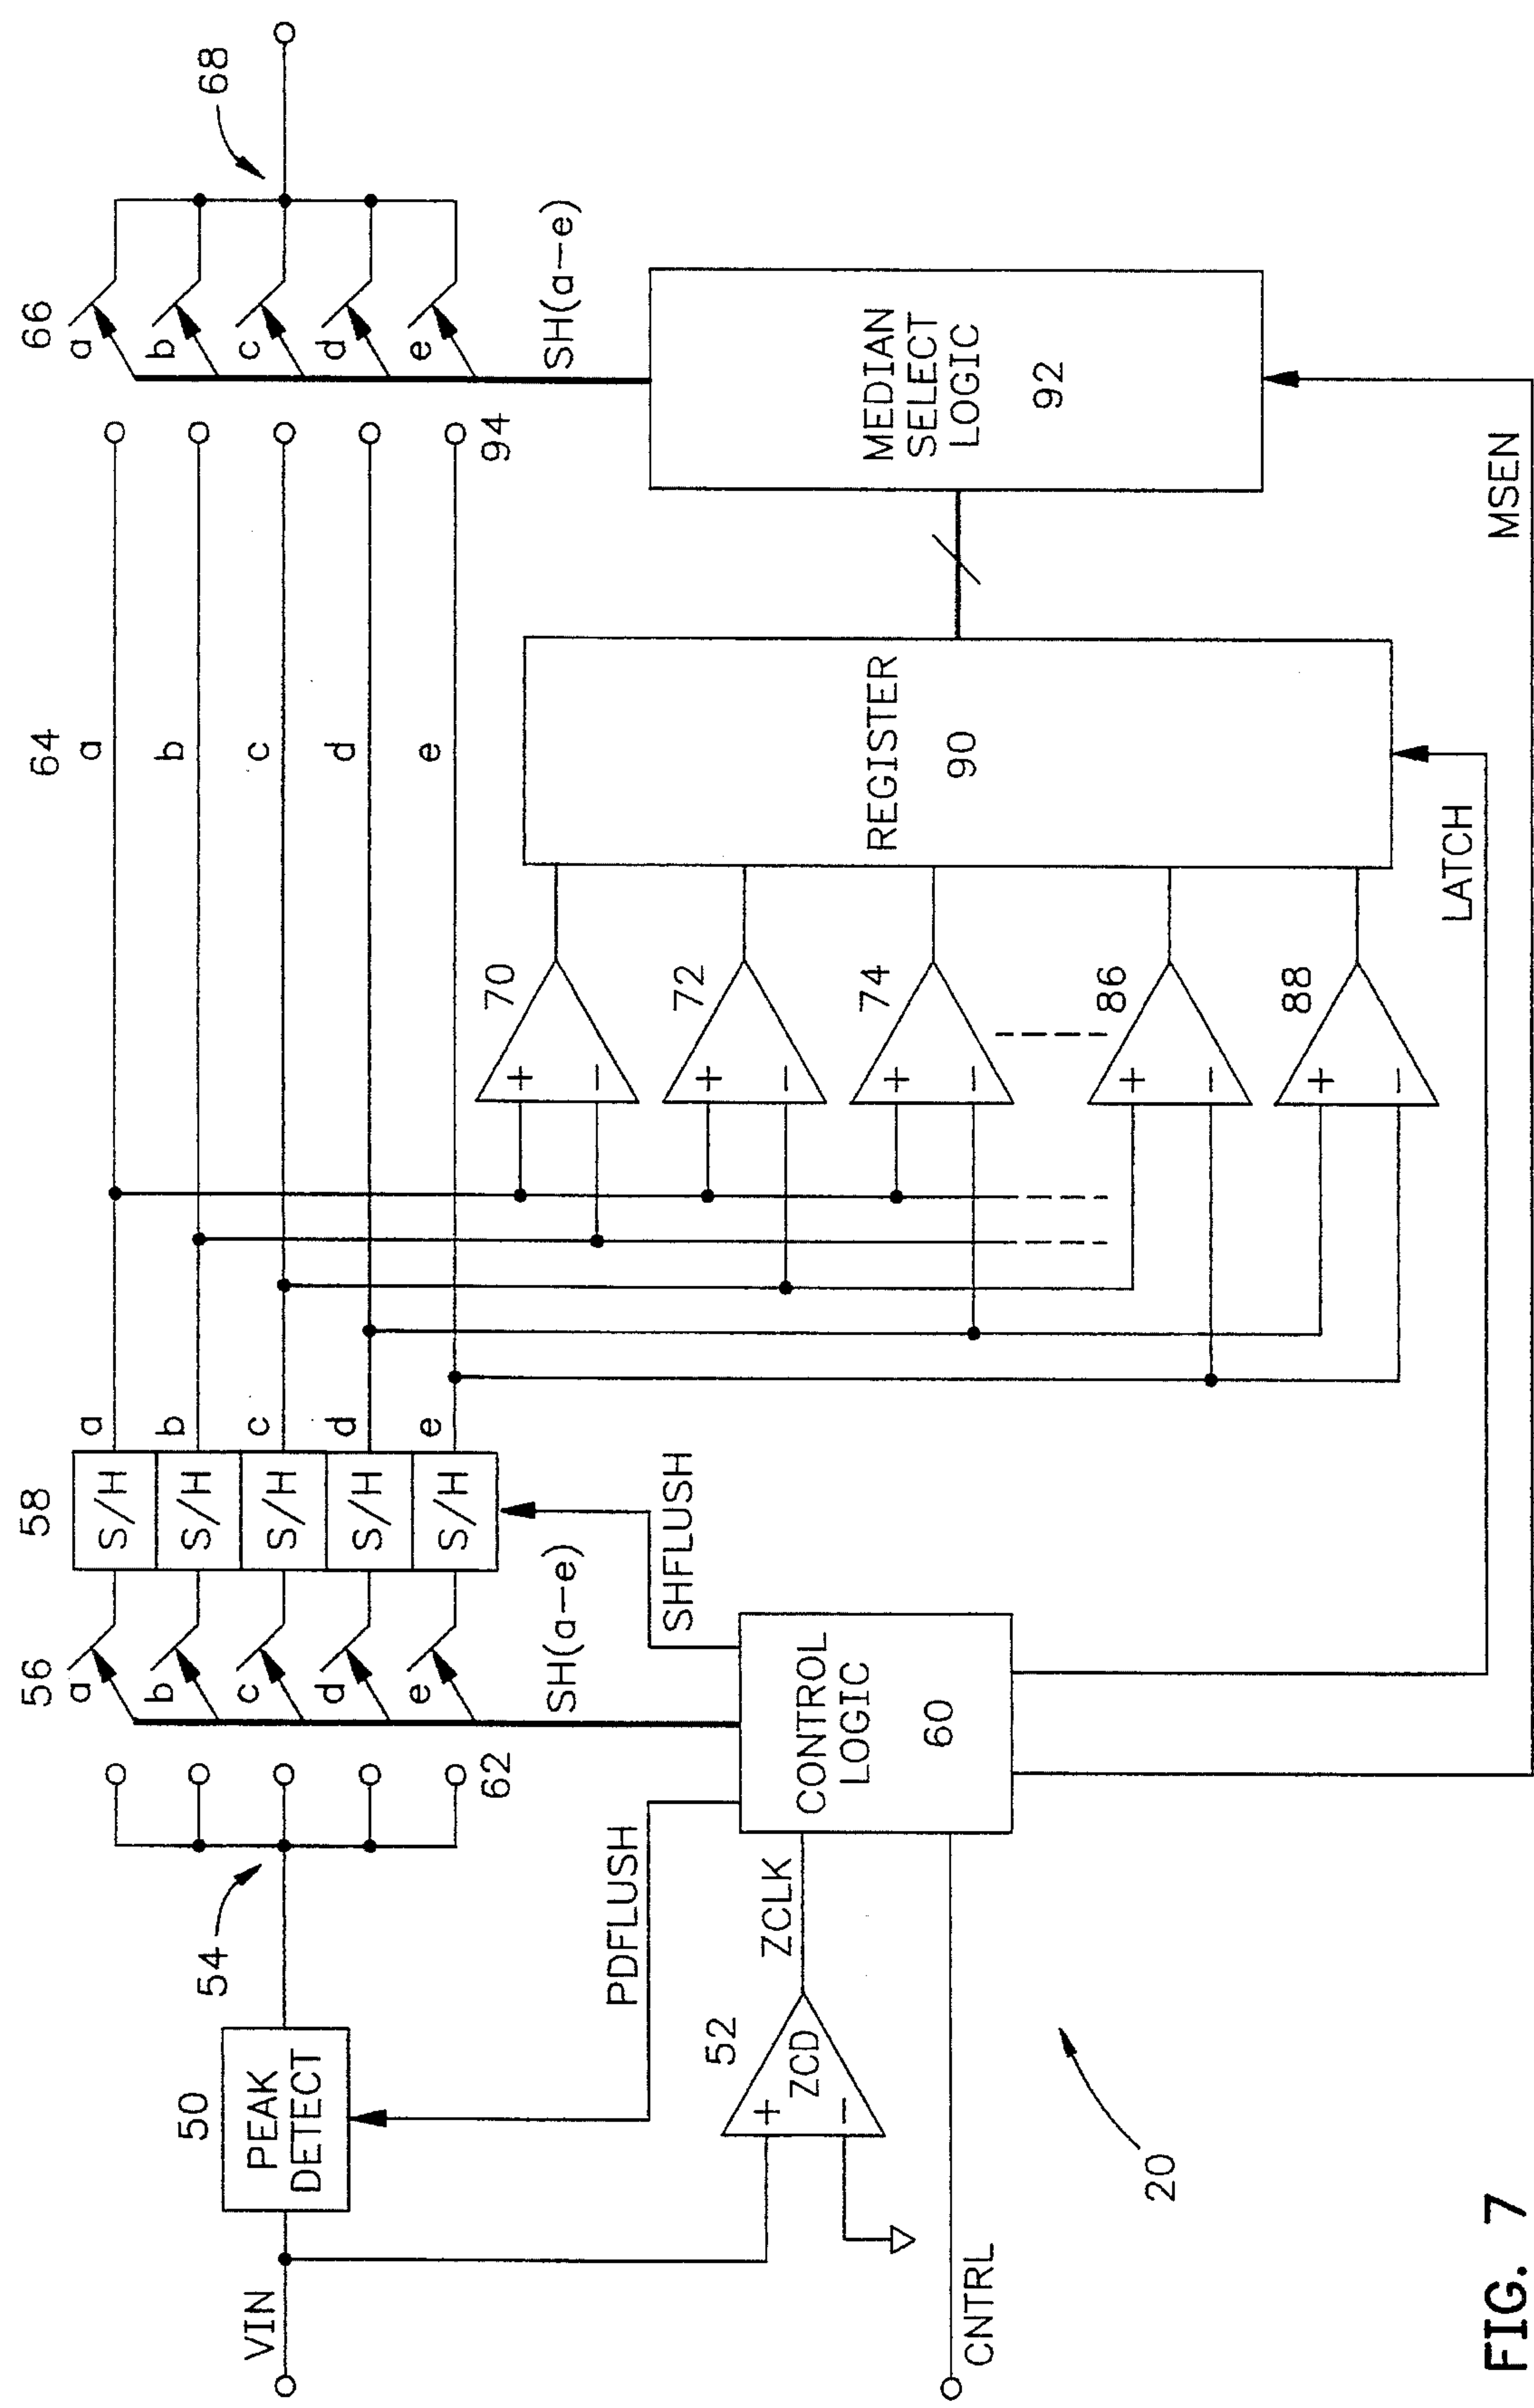 58
64
66
56
68
a
S/H
a
a
a
b
S/H
b
b
b
50
54
c
S/H
c
c
c
PEAK
DETECT
d
S/H
d
d
d
VIN
e
S/H
e
e
e
62
94
SH(a-e)
SH(a-e)
70
+
-
PDFLUSH
SHFLUSH
72
+
-
52
ZCD
+
-
ZCLK
CONTROL
LOGIC
60
74
+
-
REGISTER
90
MEDIAN
SELECT
LOGIC
92
CNTRL
86
+
-
88
+
-
20
LATCH
MSEN
FIG. 7